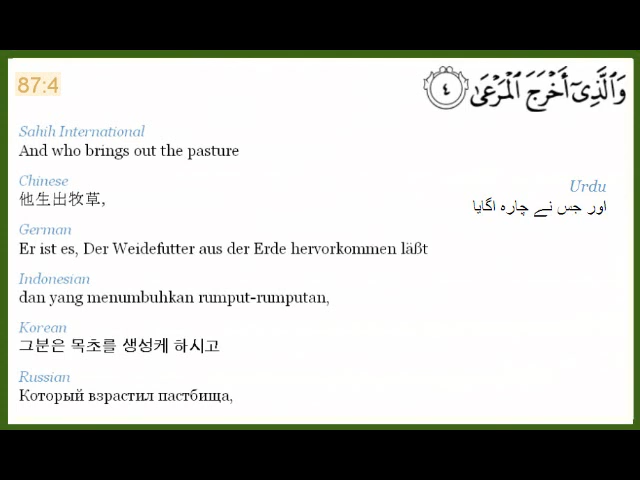 87:4
وَٱلَّذِىٓ أَخْرَجَ ٱلْمَرْعَىٰ ٤
Sahih International
And who brings out the pasture
Chinese
他生出牧草,
Urdu
اور جس نے چارہ اگایا
German
Er ist es, Der Weidefutter aus der Erde hervorkommen läßt
Indonesian
dan yang menumbuhkan rumput-rumputan,
Korean
그분은 목초를 생성케 하시고
Russian
Который взрастил пастбища,